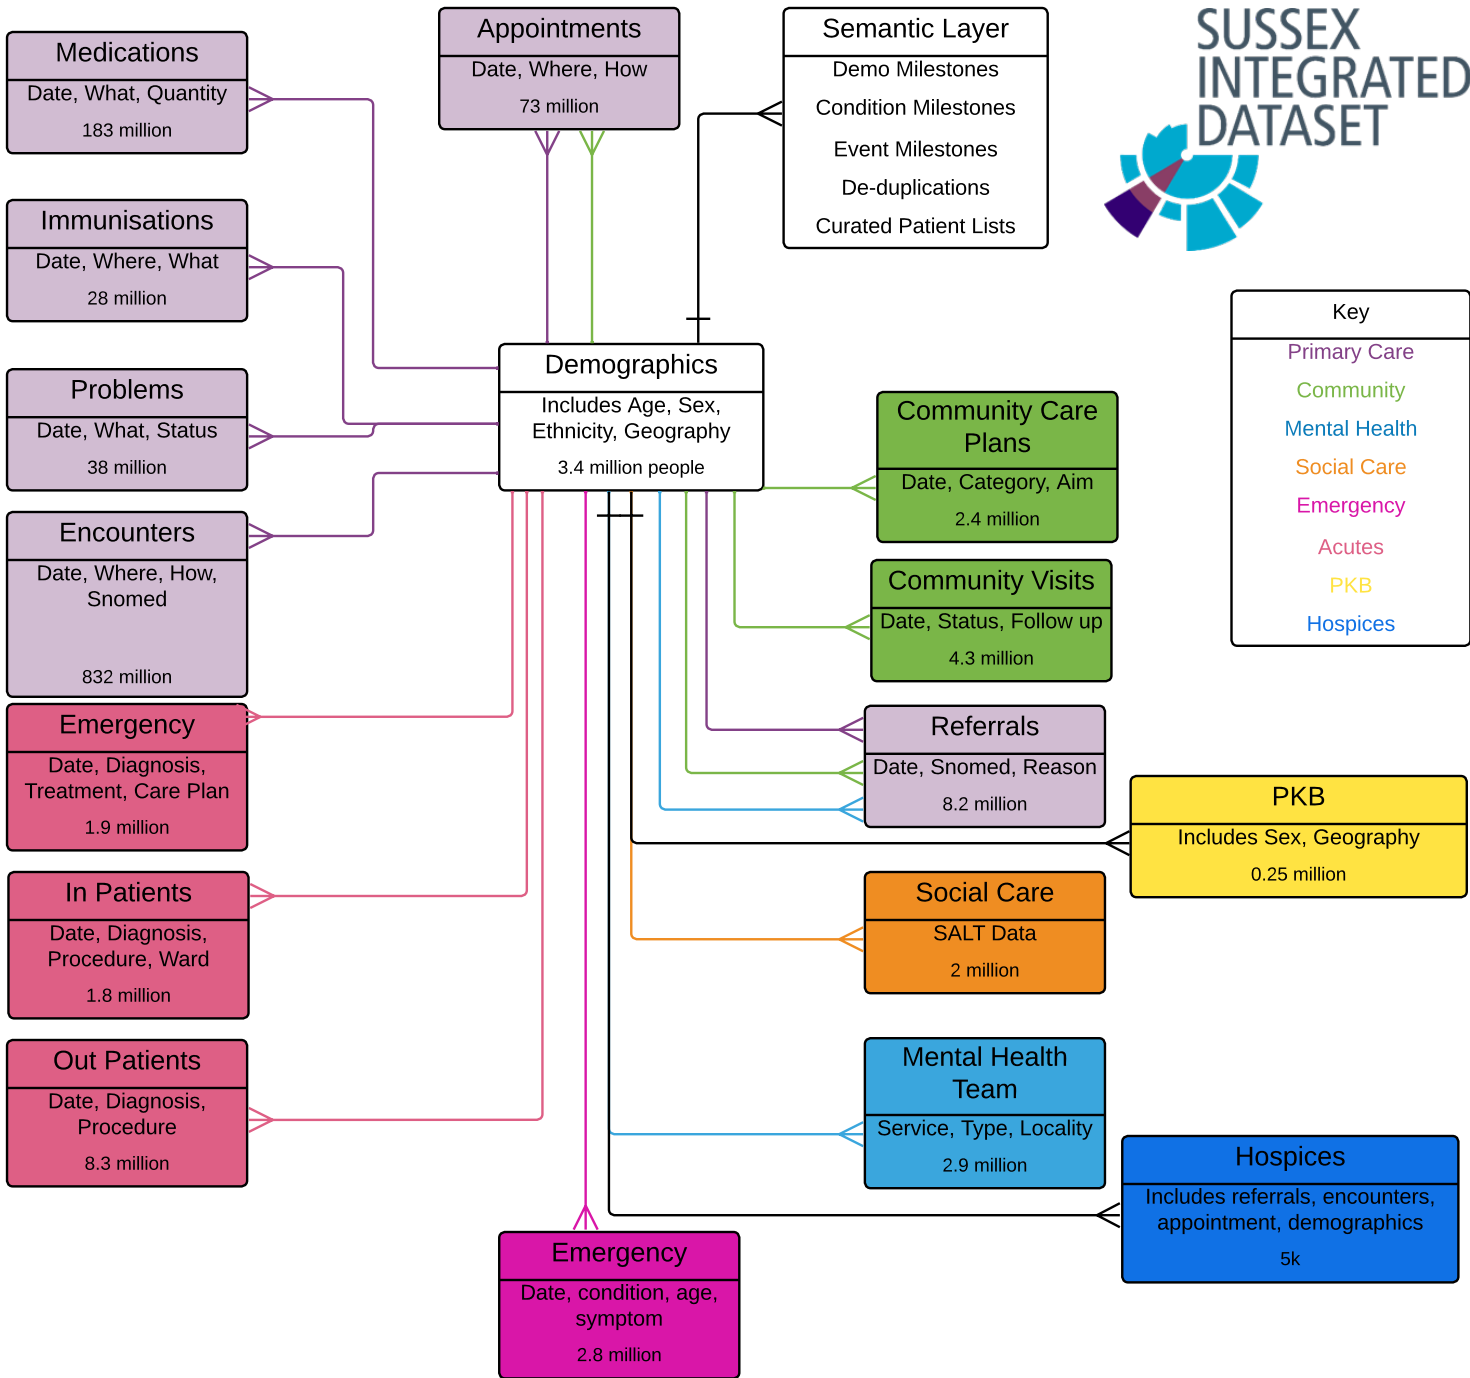 SUSSEX
INTEGRATED
DATASET
Medications
Date, What, Quantity
183 million
Appointments
Date, Where, How
73 million
Semantic Layer
Demo Milestones
Condition Milestones
Event Milestones
De-duplications
Curated Patient Lists
Immunisations
Date, Where, What
28 million
Key
Primary Care
Community
Mental Health
Social Care
Emergency
Acutes
PKB
Hospices
Problems
Date, What, Status
38 million
Demographics
Includes Age, Sex,
Ethnicity, Geography
3.4 million people
Community Care
Plans
Date, Category, Aim
2.4 million
Encounters
Date, Where, How,
Snomed
832 million
Community Visits
Date, Status, Follow up
4.3 million
Emergency
Date, Diagnosis,
Treatment, Care Plan
1.9 million
Referrals
Date, Snomed, Reason
8.2 million
PKB
Includes Sex, Geography
0.25 million
In Patients
Date, Diagnosis,
Procedure, Ward
1.8 million
Social Care
SALT Data
2 million
Out Patients
Date, Diagnosis,
Procedure
8.3 million
Mental Health
Team
Service, Type, Locality
2.9 million
Hospices
Includes referrals, encounters,
appointment, demographics
5k
Emergency
Date, condition, age,
symptom
2.8 million